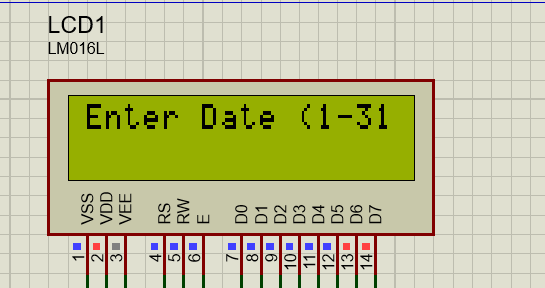 LCD1
LM016L
Enter Date (1-31
VSS VDD VEE RS RW E D0 D1 D2 D3 D4 D5 D6 D7
1 2 3 4 5 6 7 8 9 10 11 12 13 14